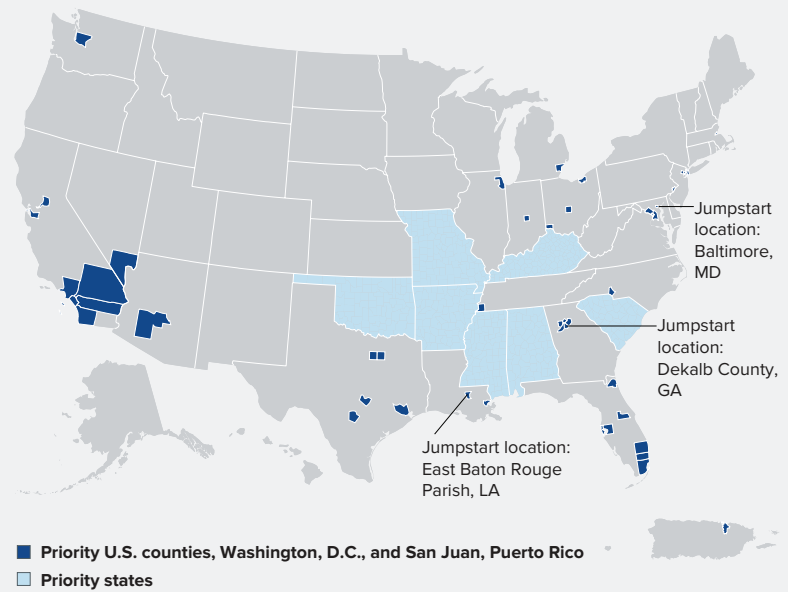 Jumpstart
location:
Baltimore,
MD
Jumpstart
location:
Dekalb County,
GA
Jumpstart location:
East Baton Rouge
Parish, LA
Priority U.S. counties, Washington, D.C., and San Juan, Puerto Rico
Priority states